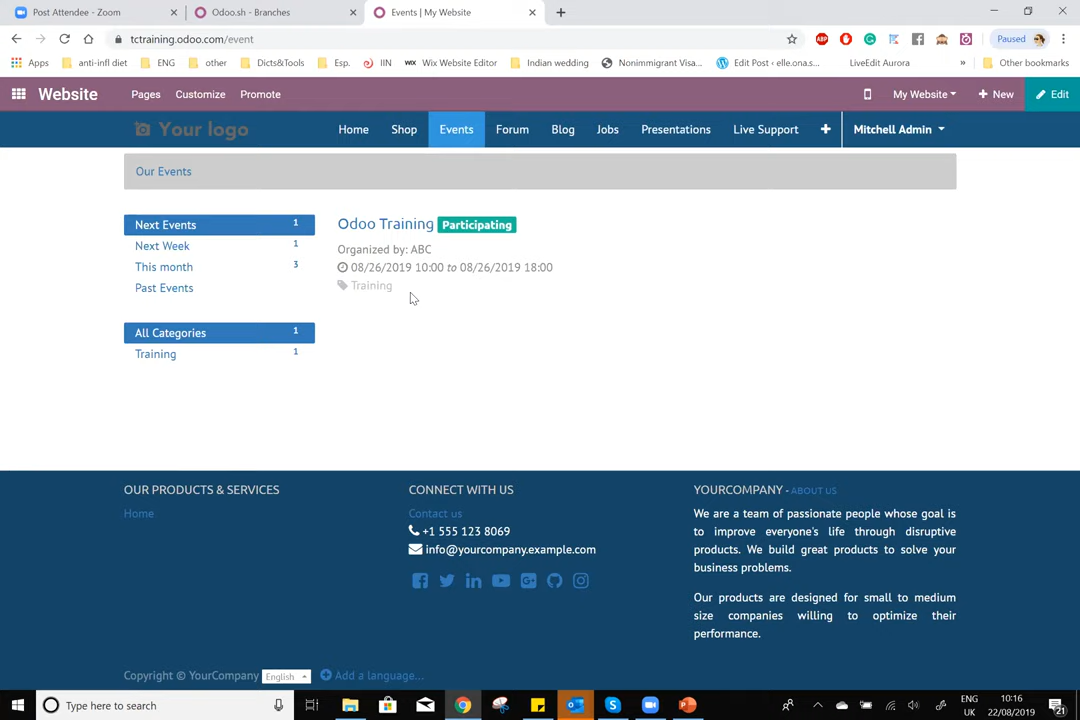 Post Attendee - Zoom
Odoo.sh - Branches
Events | My Website
tctraining.odoo.com/event
Paused
Apps
anti-infl diet
ENG
other
Dicts&Tools
Esp.
IIN
WIX Wix Website Editor
Indian wedding
Nonimmigrant Visa...
Edit Post ‹ elle.ona.s...
LiveEdit Aurora
»
Other bookmarks
Website
Pages
Customize
Promote
My Website
New
Edit
Your logo
Home
Shop
Events
Forum
Blog
Jobs
Presentations
Live Support
Mitchell Admin
Our Events
Next Events 1
Next Week 1
This month 3
Past Events
All Categories 1
Training 1
Odoo Training Participating
Organized by: ABC
08/26/2019 10:00 to 08/26/2019 18:00
Training
OUR PRODUCTS & SERVICES
Home
CONNECT WITH US
Contact us
+1 555 123 8069
info@yourcompany.example.com
YOURCOMPANY - ABOUT US
We are a team of passionate people whose goal is
to improve everyone's life through disruptive
products. We build great products to solve your
business problems.
Our products are designed for small to medium
size companies willing to optimize their
performance.
Copyright © YourCompany English Add a language...
Type here to search
ENG
UK
10:16
22/08/2019
21